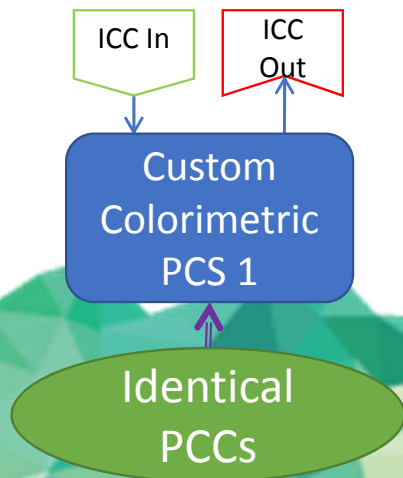 ICC In
ICC
Out
Custom
Colorimetric
PCS 1
Identical
PCCs